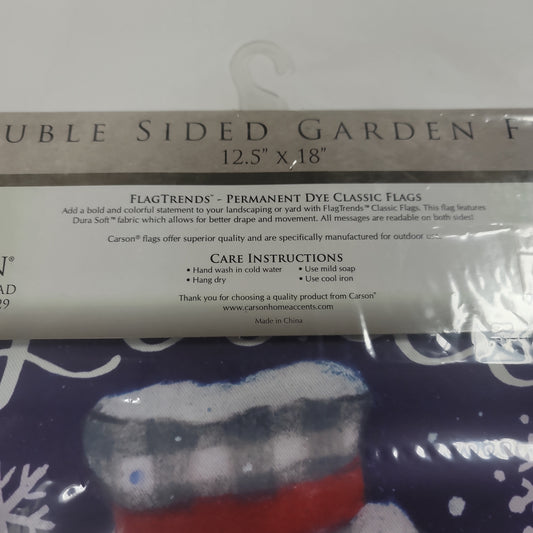 UBLE SIDED GARDEN F
12.5" X 18"
FLAGTRENDS™ - PERMANENT DYE CLASSIC FLAGS
Add a bold and colorful statement to your landscaping or yard with FlagTrends™ Classic Flags. This flag features
Dura Soft™ fabric which allows for better drape and movement. All messages are readable on both sides!
Carson® flags offer superior quality and are specifically manufactured for outdoor use.
N®
AD
29
CARE INSTRUCTIONS
• Hand wash in cold water • Use mild soap
• Hang dry • Use cool iron
Thank you for choosing a quality product from Carson®
www.carsonhomeaccents.com
Made in China